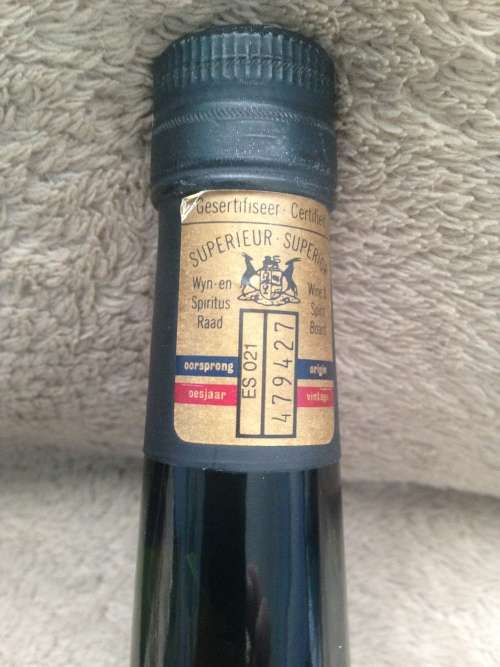 Gesertifiseer · Certified
SUPERIEUR · SUPERIOR
Wyn- en
Spiritus
Raad
Wine &
Spirit
Board
oorsprong
origin
oesjaar
vintage
ES 021
479427